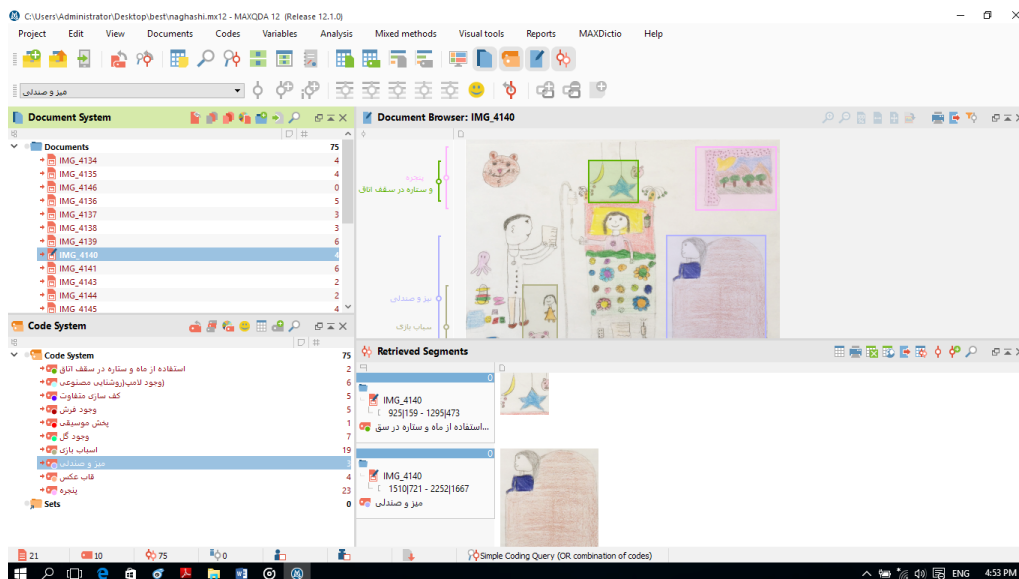 C:\Users\Administrator\Desktop\best\naghashi.mx12 - MAXQDA 12 (Release 12.1.0)
Project Edit View Documents Codes Variables Analysis Mixed methods Visual tools Reports MAXDictio Help
میز و صندلی
Document System
Documents 75
IMG_4134 4
IMG_4135 4
IMG_4146 0
IMG_4136 5
IMG_4137 3
IMG_4138 3
IMG_4139 6
IMG_4140 4
IMG_4141 6
IMG_4143 2
IMG_4144 2
IMG_4145 4
Code System
Code System 75
استفاده از ماه و ستاره در سقف اتاق 2
وجود لامپ(روشنایی مصنوعی) 6
کف سازی متفاوت 5
وجود فرش 5
پخش موسیقی 1
وجود گل 7
اسباب بازی 19
میز و صندلی 3
قاب عکس 4
پنجره 23
Sets 0
Document Browser: IMG_4140
پنجره
و ستاره در سقف اتاق
یز و صندلی
سباب بازی
Retrieved Segments
0
IMG_4140
925|159 - 1295|473
استفاده از ماه و ستاره در سق...
0
IMG_4140
1510|721 - 2252|1667
میز و صندلی
21 10 75 0 Simple Coding Query (OR combination of codes)
ENG 4:53 PM